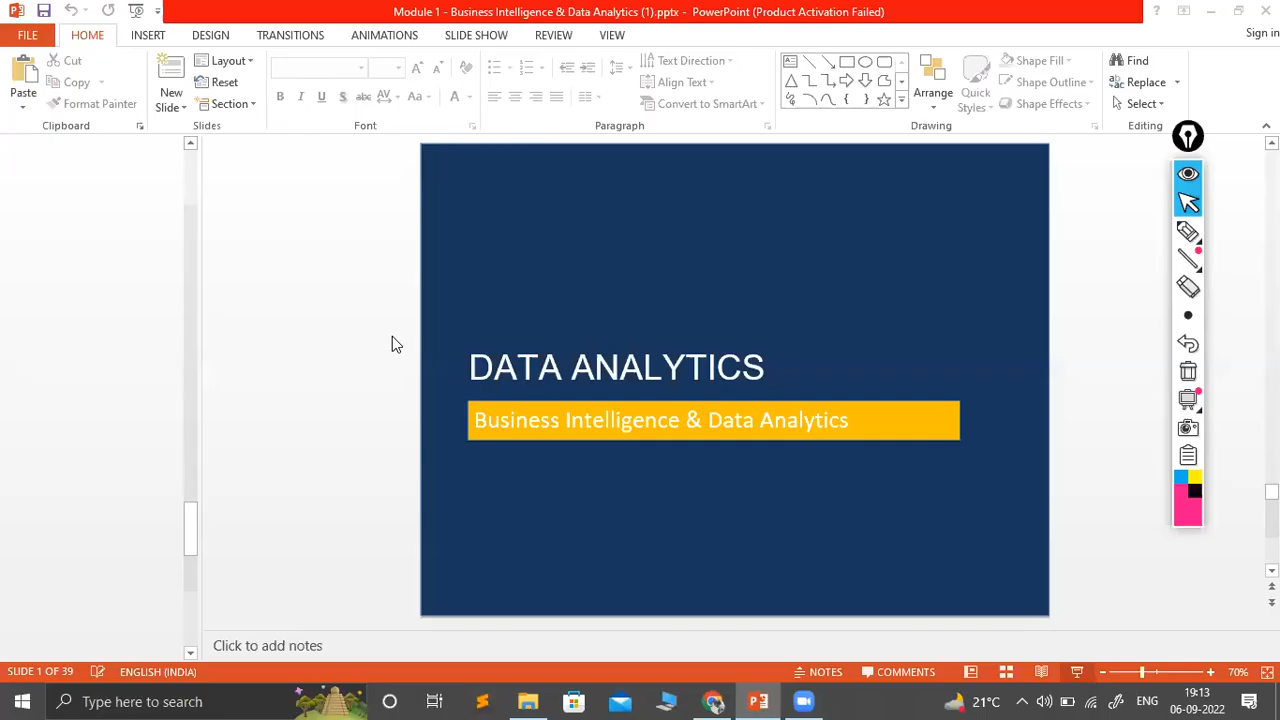 Module 1 - Business Intelligence & Data Analytics (1).pptx - PowerPoint (Product Activation Failed)
FILE HOME INSERT DESIGN TRANSITIONS ANIMATIONS SLIDE SHOW REVIEW VIEW Sign in
Paste
Cut
Copy
Format Painter
Clipboard
New Slide
Layout
Reset
Section
Slides
B I U S abc AV Aa A
Font
Text Direction
Align Text
Convert to SmartArt
Paragraph
Arrange
Quick Styles
Shape Fill
Shape Outline
Shape Effects
Drawing
Find
Replace
Select
Editing
DATA ANALYTICS
Business Intelligence & Data Analytics
Click to add notes
SLIDE 1 OF 39 ENGLISH (INDIA) NOTES COMMENTS 70%
Type here to search 21°C ENG 19:13
06-09-2022